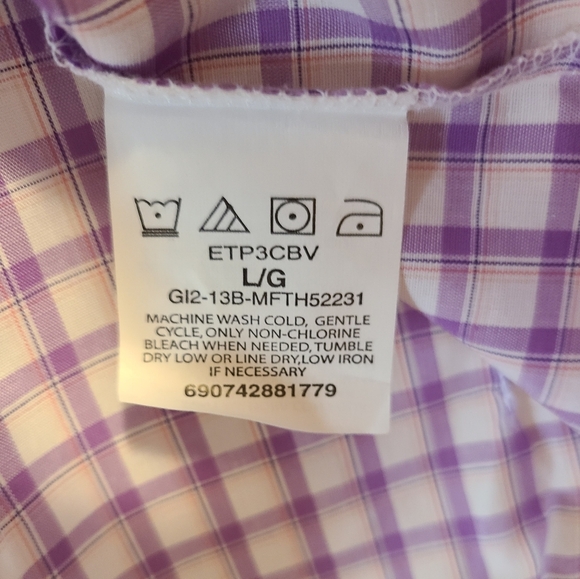 ETP3CBV
L/G
GI2-13B-MFTH52231
MACHINE WASH COLD, GENTLE
CYCLE, ONLY NON-CHLORINE
BLEACH WHEN NEEDED, TUMBLE
DRY LOW OR LINE DRY,LOW IRON
IF NECESSARY
690742881779